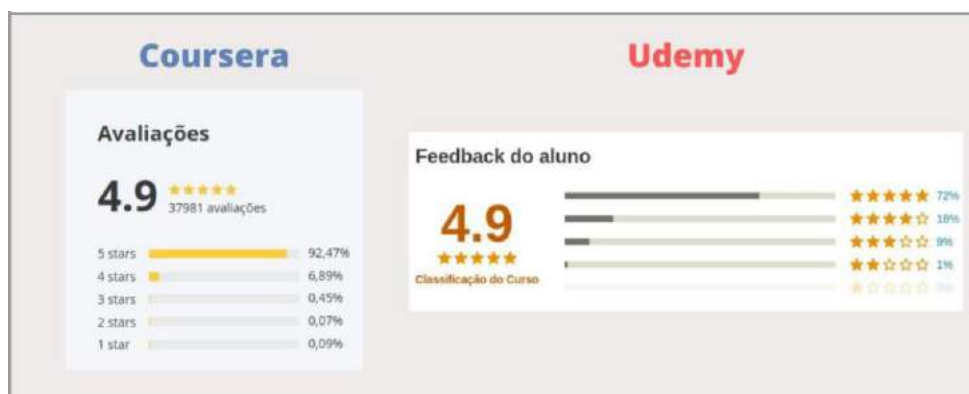 Coursera
Udemy
Avaliações
4.9
37981 avaliações
5 stars 92,47%
4 stars 6,89%
3 stars 0,45%
2 stars 0,07%
1 star 0,09%
Feedback do aluno
4.9
Classificação do Curso
72%
18%
9%
1%